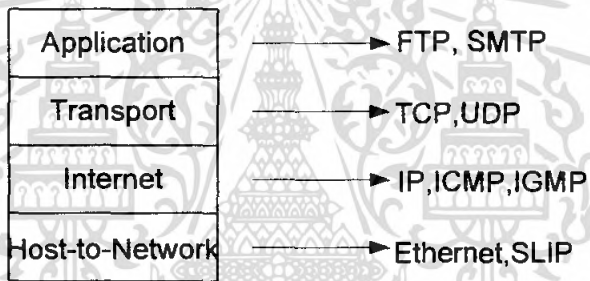 Application FTP, SMTP
Transport TCP,UDP
Internet IP,ICMP,IGMP
Host-to-Network Ethernet,SLIP